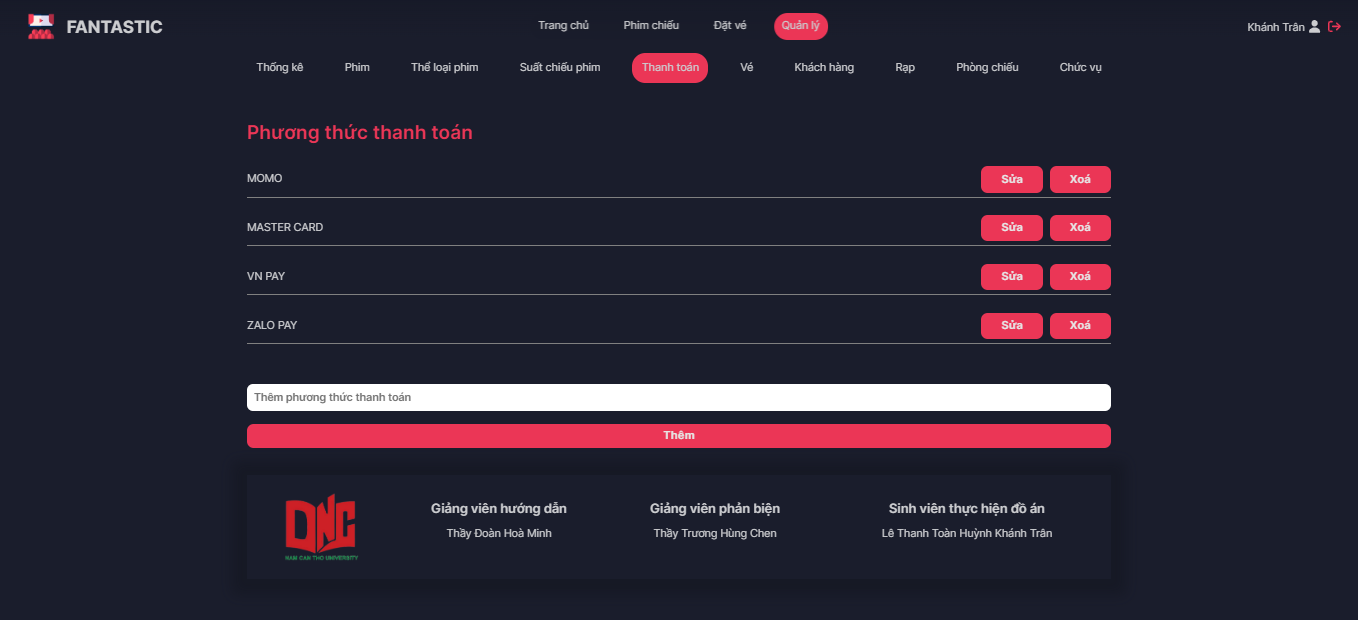 FANTASTIC
Trang chủ Phim chiếu Đặt vé Quản lý
Khánh Trân
Thống kê Phim Thể loại phim Suất chiếu phim Thanh toán Vé Khách hàng Rạp Phòng chiếu Chức vụ
Phương thức thanh toán
MOMO Sửa Xoá
MASTER CARD Sửa Xoá
VN PAY Sửa Xoá
ZALO PAY Sửa Xoá
Thêm phương thức thanh toán
Thêm
DNC
NAM CAN THO UNIVERSITY
Giảng viên hướng dẫn
Thầy Đoàn Hoà Minh
Giảng viên phản biện
Thầy Trương Hùng Chen
Sinh viên thực hiện đồ án
Lê Thanh Toàn Huỳnh Khánh Trân